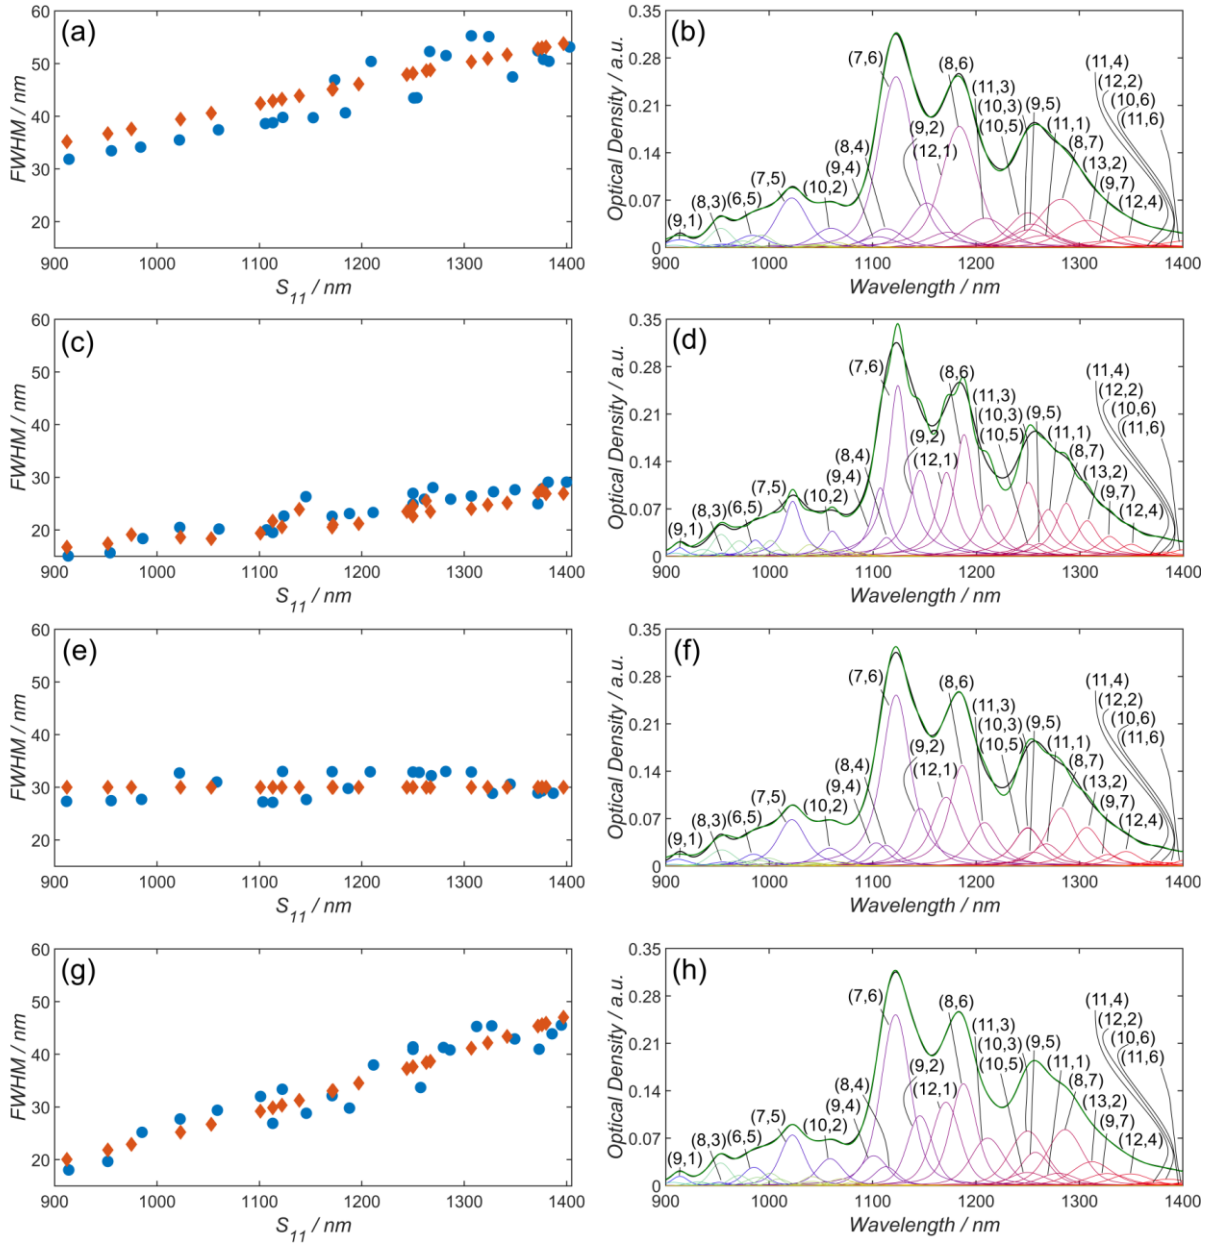 (a)
60
50
40
30
20
FWHM / nm
900 1000 1100 1200 1300 1400
S11 / nm
(b)
0.35
0.28
0.21
0.14
0.07
0
Optical Density / a.u.
(9,1) (8,3) (6,5) (7,5) (10,2) (9,4) (8,4) (7,6) (9,2) (12,1) (8,6) (11,3) (10,3) (10,5) (9,5) (11,1) (8,7) (13,2) (9,7) (12,4) (11,4) (12,2) (10,6) (11,6)
900 1000 1100 1200 1300 1400
Wavelength / nm
(c)
60
50
40
30
20
FWHM / nm
900 1000 1100 1200 1300 1400
S11 / nm
(d)
0.35
0.28
0.21
0.14
0.07
0
Optical Density / a.u.
(9,1) (8,3) (7,5) (10,2) (9,4) (8,4) (7,6) (9,2) (12,1) (8,6) (11,3) (10,3) (10,5) (9,5) (11,1) (8,7) (13,2) (9,7) (12,4) (11,4) (12,2) (10,6) (11,6)
900 1000 1100 1200 1300 1400
Wavelength / nm
(e)
60
50
40
30
20
FWHM / nm
900 1000 1100 1200 1300 1400
S11 / nm
(f)
0.35
0.28
0.21
0.14
0.07
0
Optical Density / a.u.
(9,1) (8,3) (6,5) (7,5) (10,2) (9,4) (8,4) (7,6) (9,2) (12,1) (8,6) (11,3) (10,3) (10,5) (9,5) (11,1) (8,7) (13,2) (9,7) (12,4) (11,4) (12,2) (10,6) (11,6)
900 1000 1100 1200 1300 1400
Wavelength / nm
(g)
60
50
40
30
20
FWHM / nm
900 1000 1100 1200 1300 1400
S11 / nm
(h)
0.35
0.28
0.21
0.14
0.07
0
Optical Density / a.u.
(9,1) (8,3) (6,5) (7,5) (10,2) (9,4) (8,4) (7,6) (9,2) (12,1) (8,6) (11,3) (10,3) (10,5) (9,5) (11,1) (8,7) (13,2) (9,7) (12,4) (11,4) (12,2) (10,6) (11,6)
900 1000 1100 1200 1300 1400
Wavelength / nm